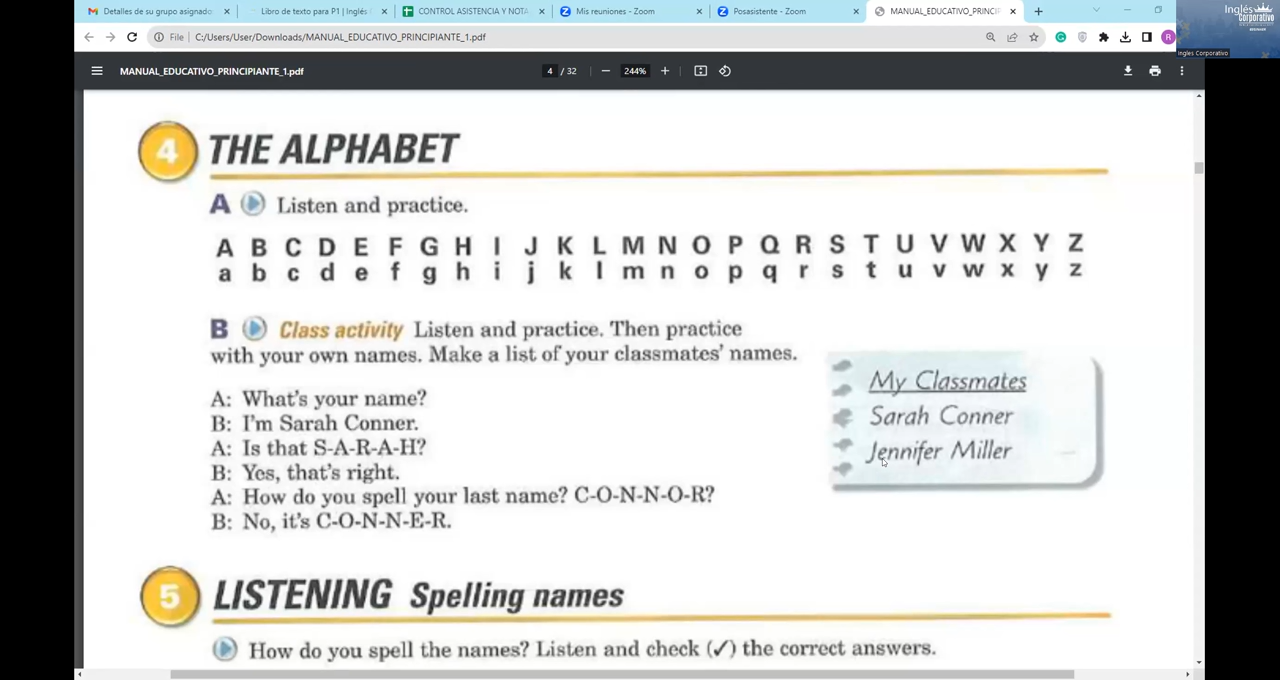 Detalles de su grupo asignado
Libro de texto para P1 | Inglés
CONTROL ASISTENCIA Y NOTA
Mis reuniones - Zoom
Posasistente - Zoom
MANUAL_EDUCATIVO_PRINCIP
Inglés
Corporativo
BEGINNER
Ingles Corporativo
File | C:/Users/User/Downloads/MANUAL_EDUCATIVO_PRINCIPIANTE_1.pdf
R
MANUAL_EDUCATIVO_PRINCIPIANTE_1.pdf
4 / 32
244%
4 THE ALPHABET
A Listen and practice.
A B C D E F G H I J K L M N O P Q R S T U V W X Y Z
a b c d e f g h i j k l m n o p q r s t u v w x y z
B Class activity Listen and practice. Then practice
with your own names. Make a list of your classmates' names.
A: What's your name?
B: I'm Sarah Conner.
A: Is that S-A-R-A-H?
B: Yes, that's right.
A: How do you spell your last name? C-O-N-N-O-R?
B: No, it's C-O-N-N-E-R.
My Classmates
Sarah Conner
Jennifer Miller
5 LISTENING Spelling names
How do you spell the names? Listen and check (✓) the correct answers.